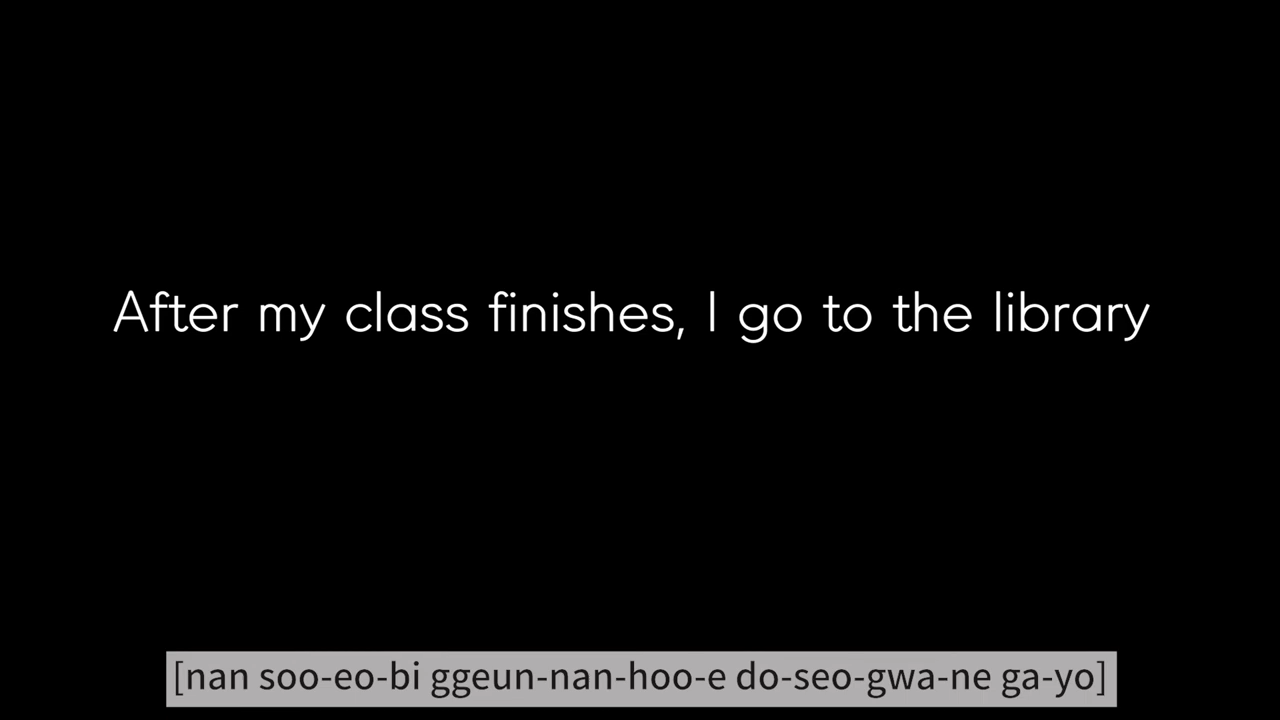 After my class finishes, I go to the library
[nan soo-eo-bi ggeun-nan-hoo-e do-seo-gwa-ne ga-yo]